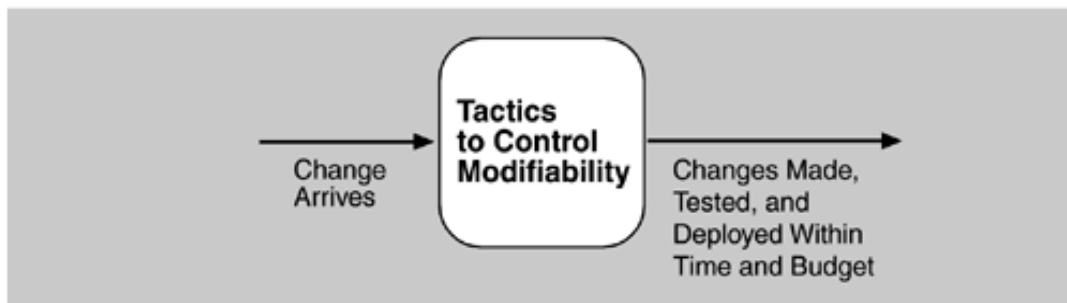 Change
Arrives
Tactics
to Control
Modifiability
Changes Made,
Tested, and
Deployed Within
Time and Budget